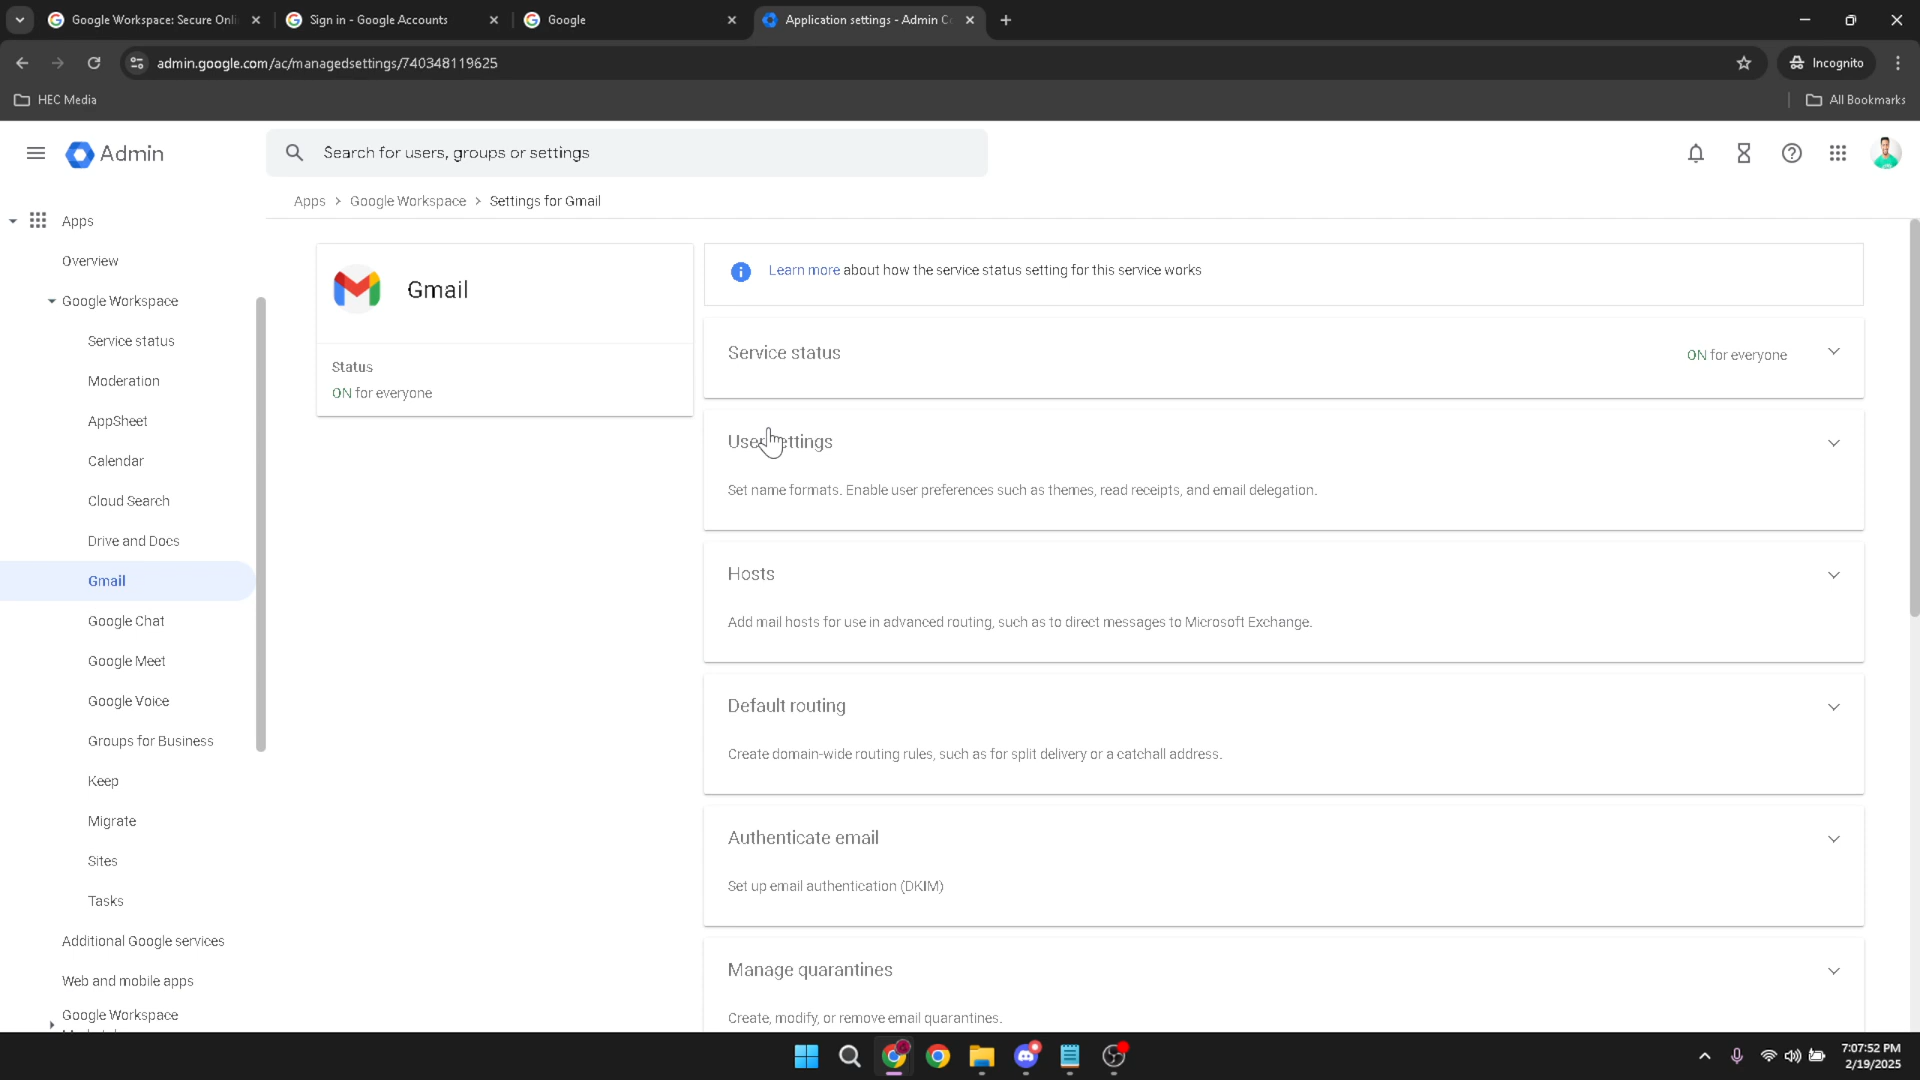 Google Workspace: Secure Onli
Sign in - Google Accounts
Google
Application settings - Admin C
admin.google.com/ac/managedsettings/740348119625
Incognito
HEC Media
All Bookmarks
Admin
Search for users, groups or settings
Apps > Google Workspace > Settings for Gmail
Apps
Overview
Google Workspace
Service status
Moderation
AppSheet
Calendar
Cloud Search
Drive and Docs
Gmail
Google Chat
Google Meet
Google Voice
Groups for Business
Keep
Migrate
Sites
Tasks
Additional Google services
Web and mobile apps
Google Workspace
Gmail
Status
ON for everyone
Learn more about how the service status setting for this service works
Service status
ON for everyone
User settings
Set name formats. Enable user preferences such as themes, read receipts, and email delegation.
Hosts
Add mail hosts for use in advanced routing, such as to direct messages to Microsoft Exchange.
Default routing
Create domain-wide routing rules, such as for split delivery or a catchall address.
Authenticate email
Set up email authentication (DKIM)
Manage quarantines
Create, modify, or remove email quarantines.
7:07:52 PM
2/19/2025